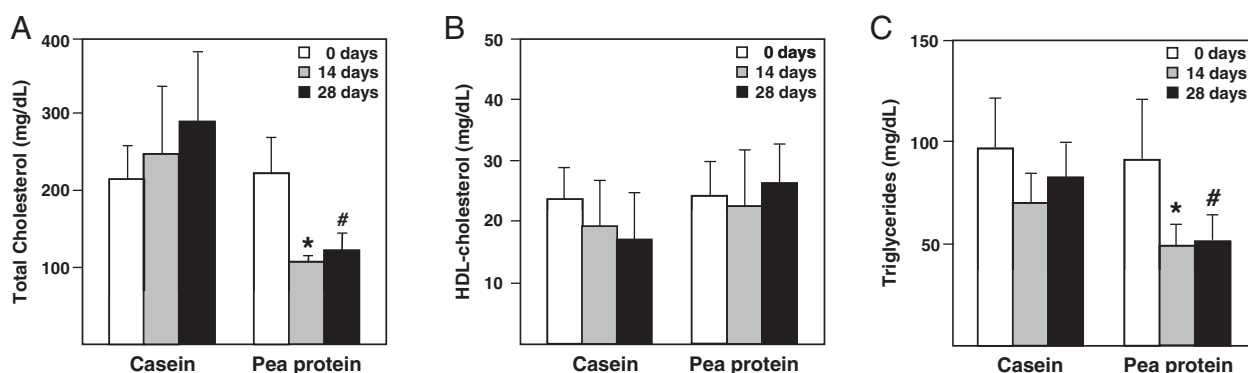 A
Total Cholesterol (mg/dL)
400
300
200
100
0 days
14 days
28 days
*
#
Casein
Pea protein
B
HDL-cholesterol (mg/dL)
50
40
30
20
10
0 days
14 days
28 days
Casein
Pea protein
C
Triglycerides (mg/dL)
150
100
50
0 days
14 days
28 days
*
#
Casein
Pea protein